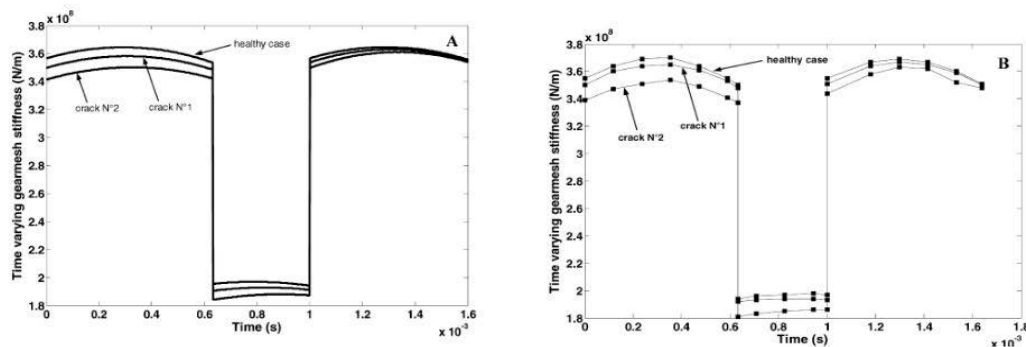 x 10⁸
3.8
3.6
3.4
3.2
3
2.8
2.6
2.4
2.2
2
1.8
Time varying gearmesh stiffness (N/m)
A
healthy case
crack N°1
crack N°2
0 0.2 0.4 0.6 0.8 1 1.2 1.4 1.6
Time (s)
x 10⁻³
x 10⁸
3.8
3.6
3.4
3.2
3
2.8
2.6
2.4
2.2
2
1.8
Time varying gearmesh stiffness (N/m)
B
healthy case
crack N°1
crack N°2
0 0.2 0.4 0.6 0.8 1 1.2 1.4 1.6 1.8
Time (s)
x 10⁻³